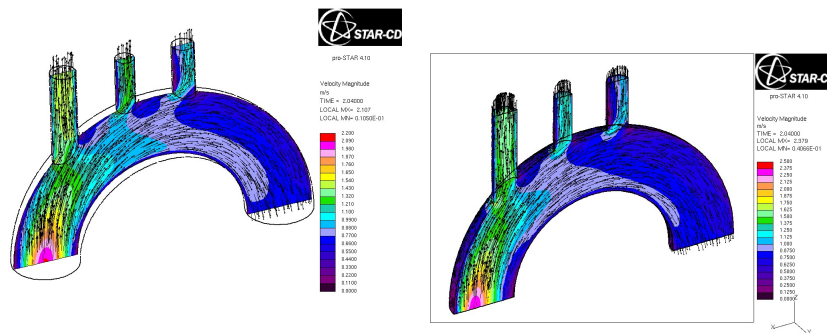 STAR-CD
pro-STAR 4.10
Velocity Magnitude
m/s
TIME = 2.04000
LOCAL MX= 2.107
LOCAL MN= 0.1050E-01
2.200
2.090
1.980
1.870
1.760
1.650
1.540
1.430
1.320
1.210
1.100
0.9900
0.8800
0.7700
0.6600
0.5500
0.4400
0.3300
0.2200
0.1100
0.0000
STAR-C
pro-STAR 4.10
Velocity Magnitude
m/s
TIME = 2.04000
LOCAL MX= 2.379
LOCAL MN= 0.4066E-01
2.500
2.375
2.250
2.125
2.000
1.875
1.750
1.625
1.500
1.375
1.250
1.125
1.000
0.8750
0.7500
0.6250
0.5000
0.3750
0.2500
0.1250
0.0000
Z
X
Y